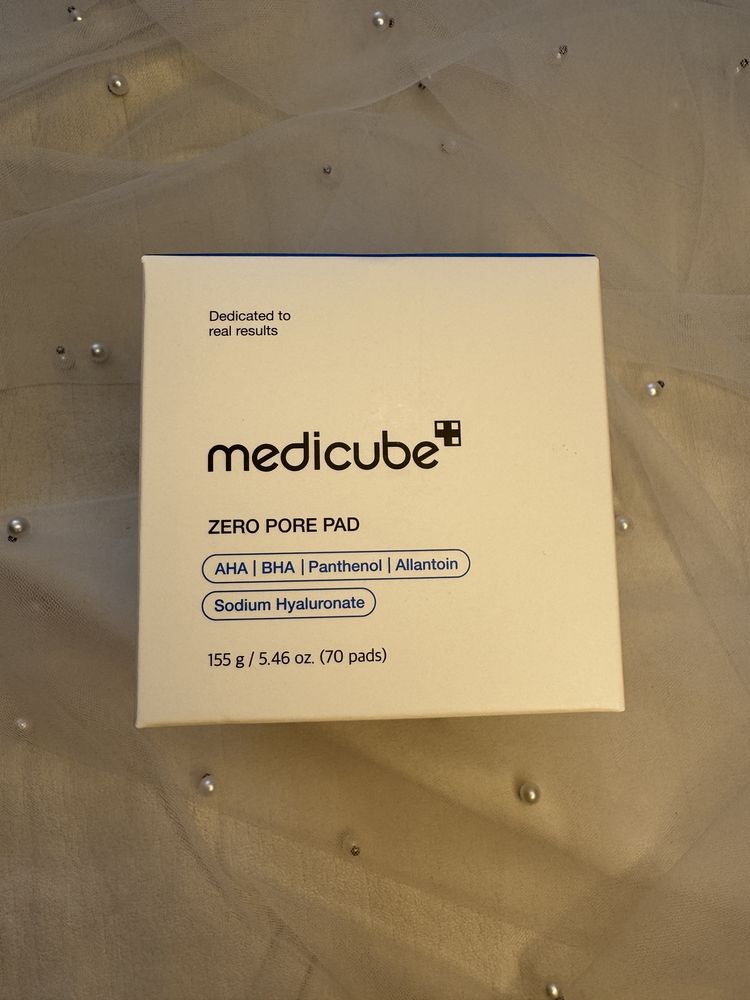 Dedicated to
real results
medicube
ZERO PORE PAD
AHA | BHA | Panthenol | Allantoin
Sodium Hyaluronate
155 g / 5.46 oz. (70 pads)